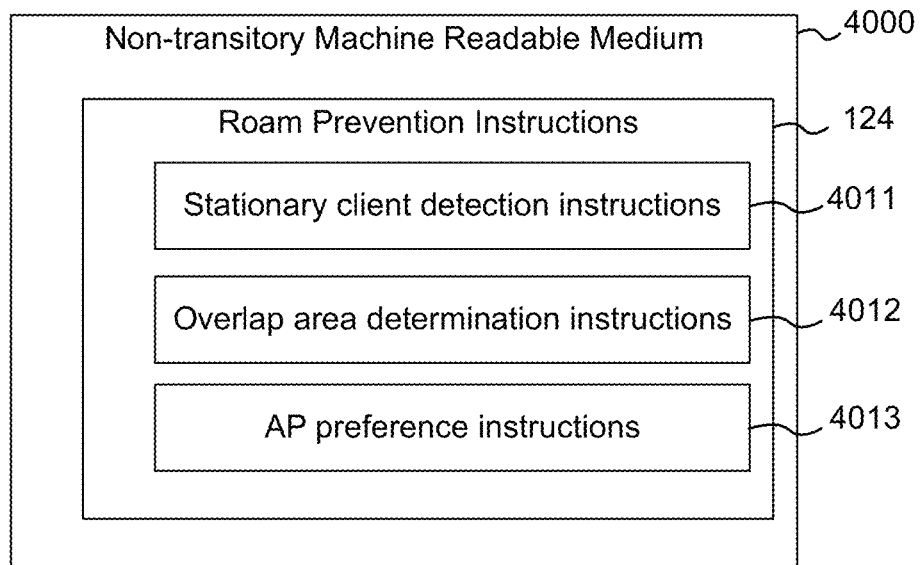 Non-transitory Machine Readable Medium
4000
Roam Prevention Instructions
124
Stationary client detection instructions
4011
Overlap area determination instructions
4012
AP preference instructions
4013